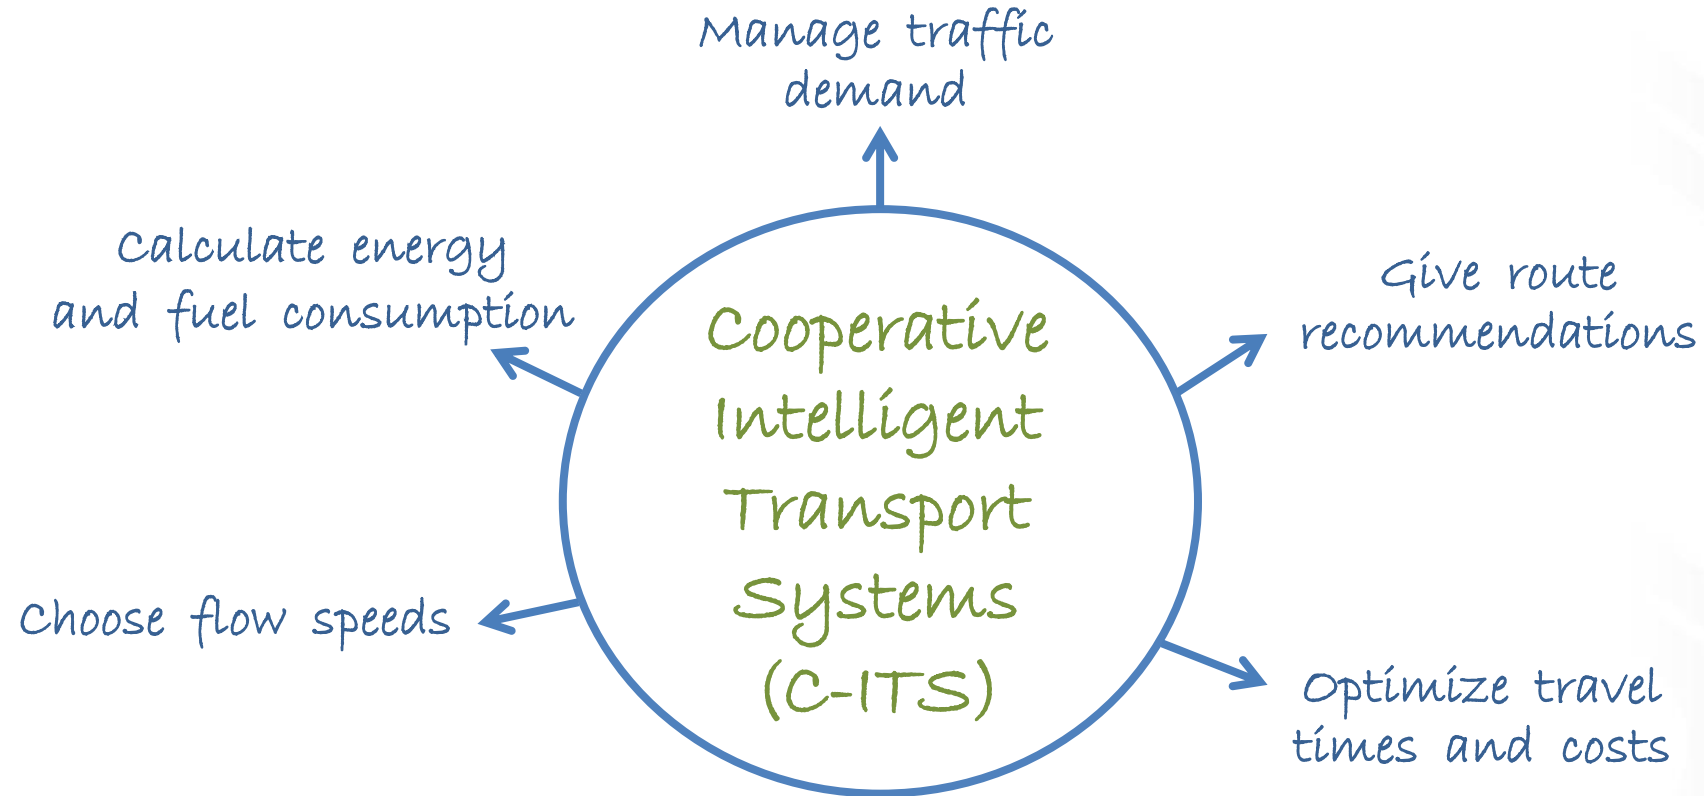 Manage traffic
demand
Calculate energy
and fuel consumption
Give route
recommendations
Cooperative
Intelligent
Transport
Systems
(C-ITS)
Choose flow speeds
Optimize travel
times and costs